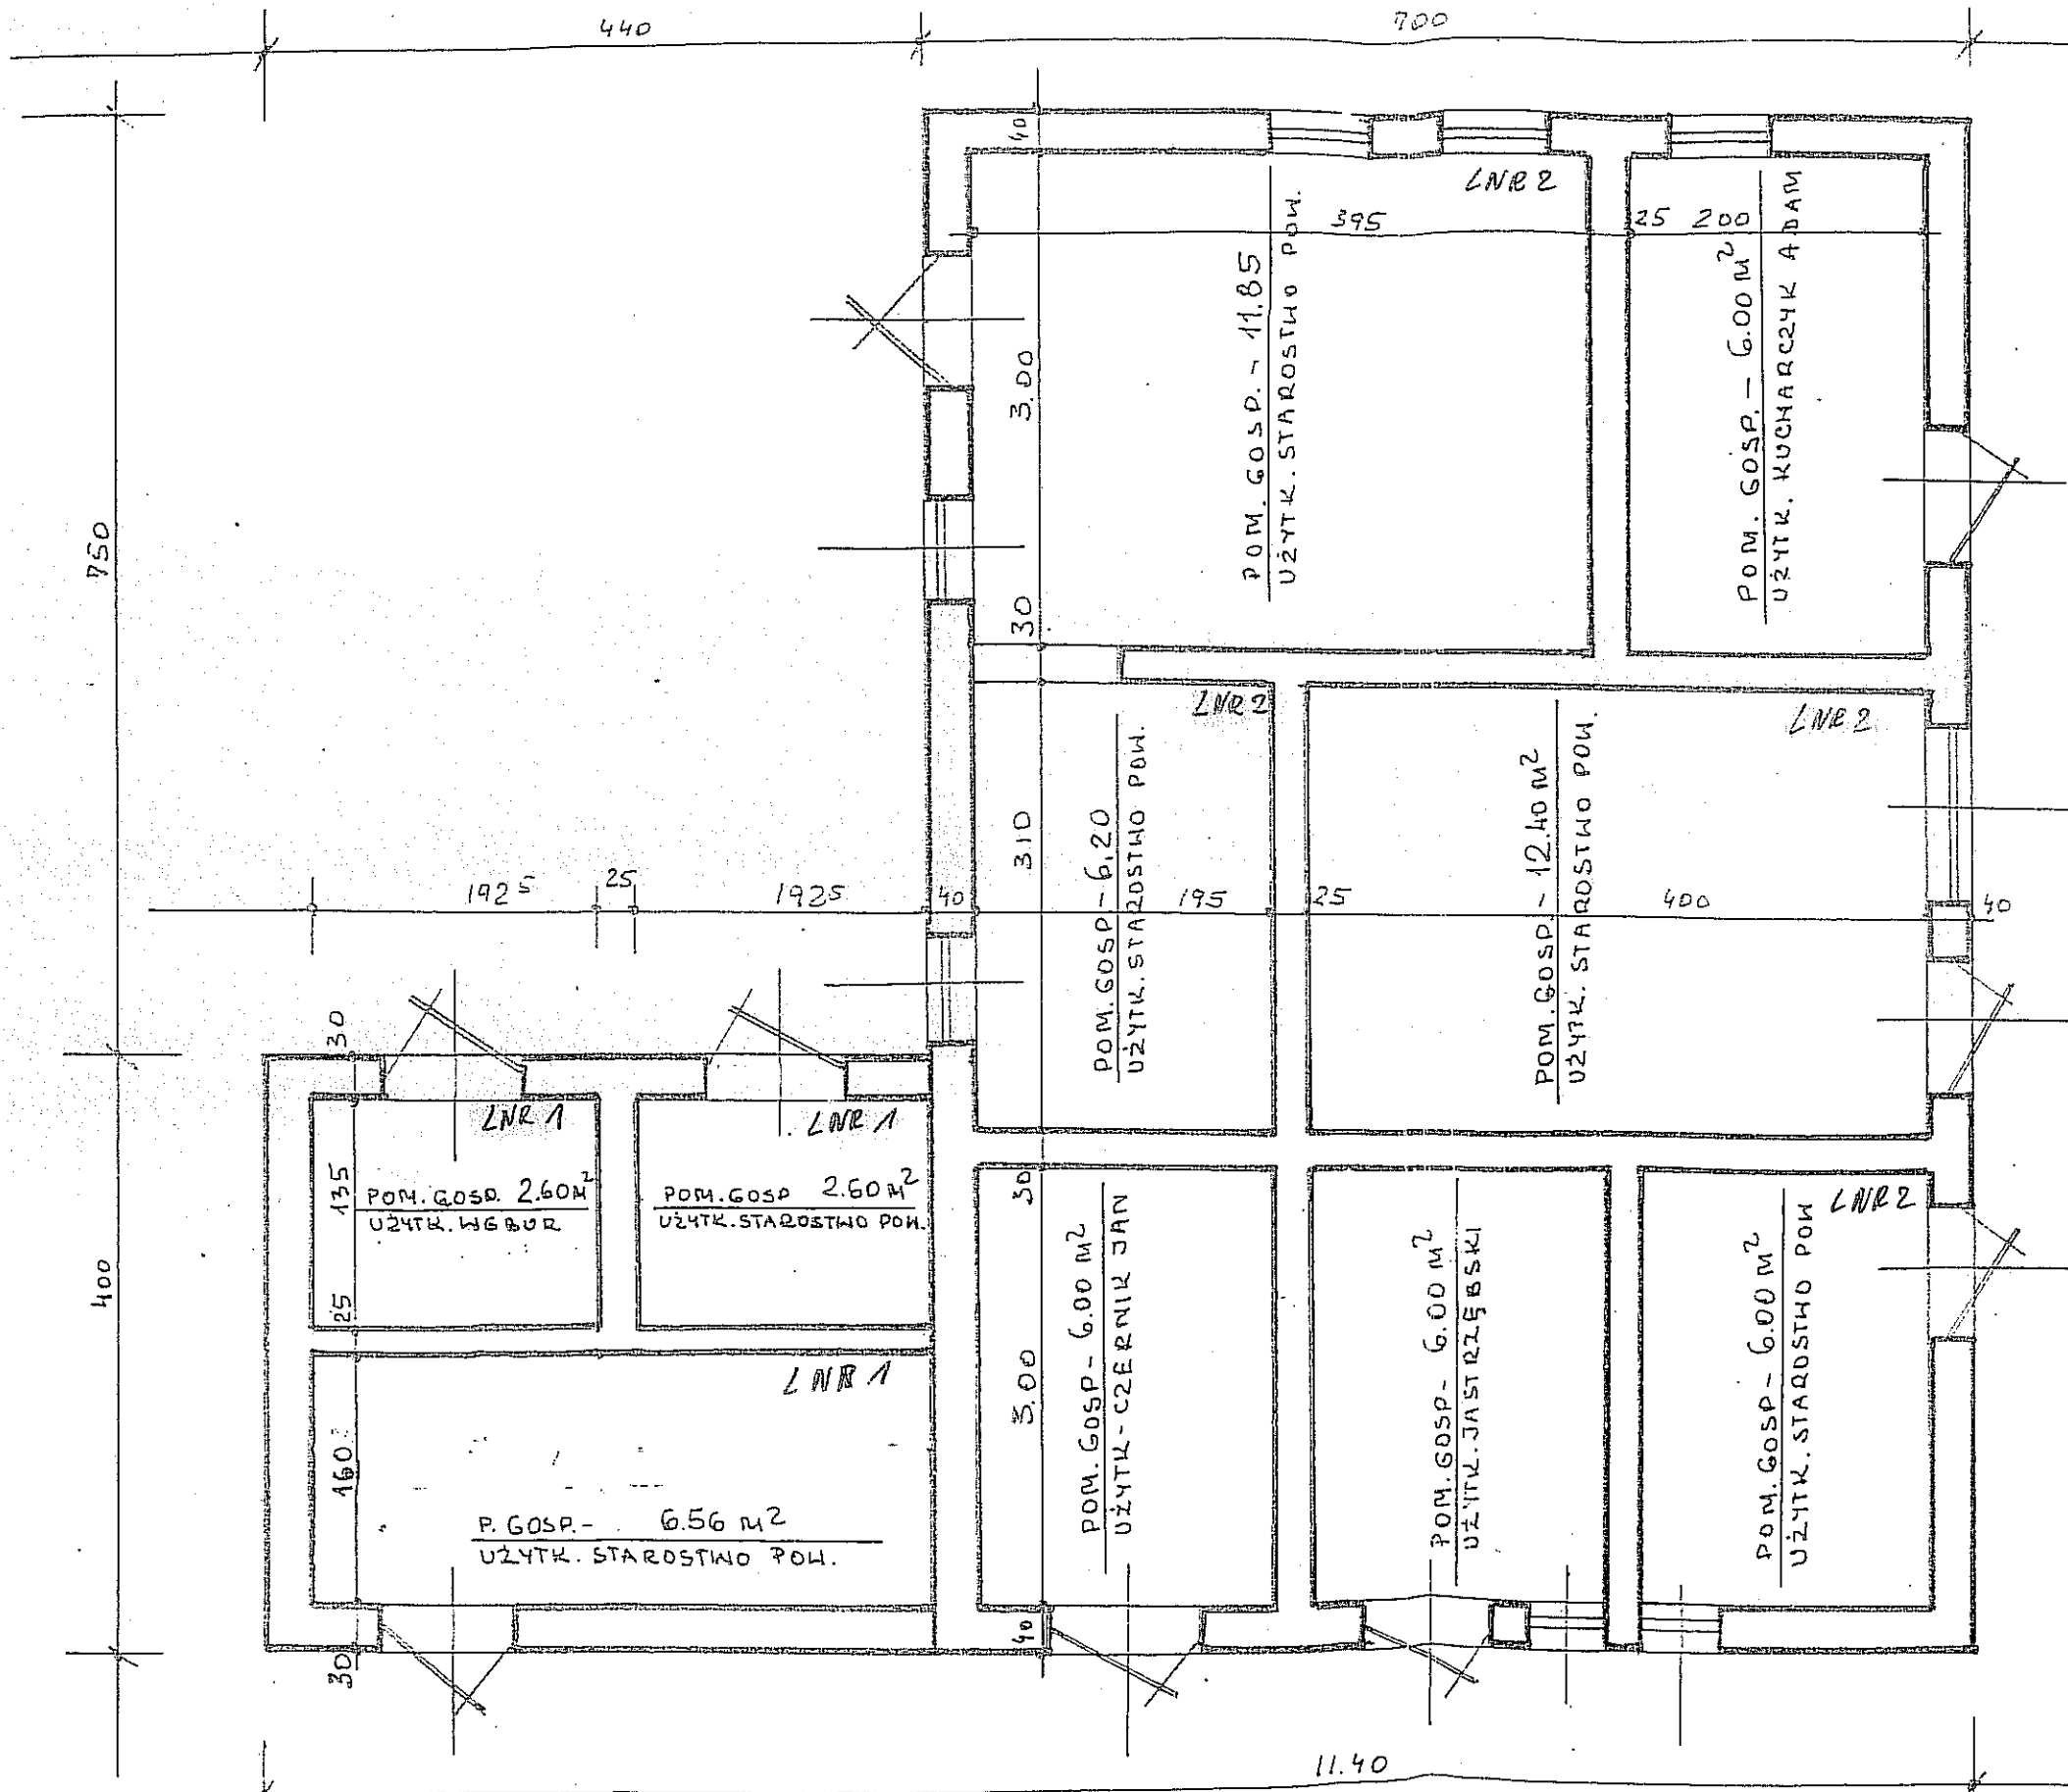 440
700
40
LNR 2
395
25 200
POM. GOSP. - 11.85
UŻYTK. STAROSTWO POW.
POM. GOSP. - 6.00 M²
UŻYTK. KUCHARCZYK ADAM
3.00
750
30
LNR 2
LNR 2
POM. GOSP - 6,20
UŻYTK. STAROSTWO POW.
POM. GOSP. - 12.40 M²
UŻYTK. STAROSTWO POW.
310
192⁵
25
1925
40
195
25
400
40
30
LNR 1
LNR 1
135
POM. GOSP. 2.60 M²
UŻYTK. WGBUR
POM. GOSP 2.60 M²
UŻYTK. STAROSTWO POW.
30
POM. GOSP - 6.00 M²
UŻYTK - CZERNIK JAN
POM. GOSP - 6.00 M²
UŻYTK. JASTRZĘBSKI
LNR 2
POM. GOSP - 6.00 M²
UŻYTK. STAROSTWO POW
400
25
LNR 1
3.00
160
P. GOSP. - 6.56 M²
UŻYTK. STAROSTWO POW.
30
40
11.40